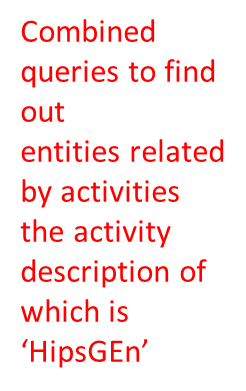 Combined
queries to find
out
entities related
by activities
the activity
description of
which is
‘HipsGEn’